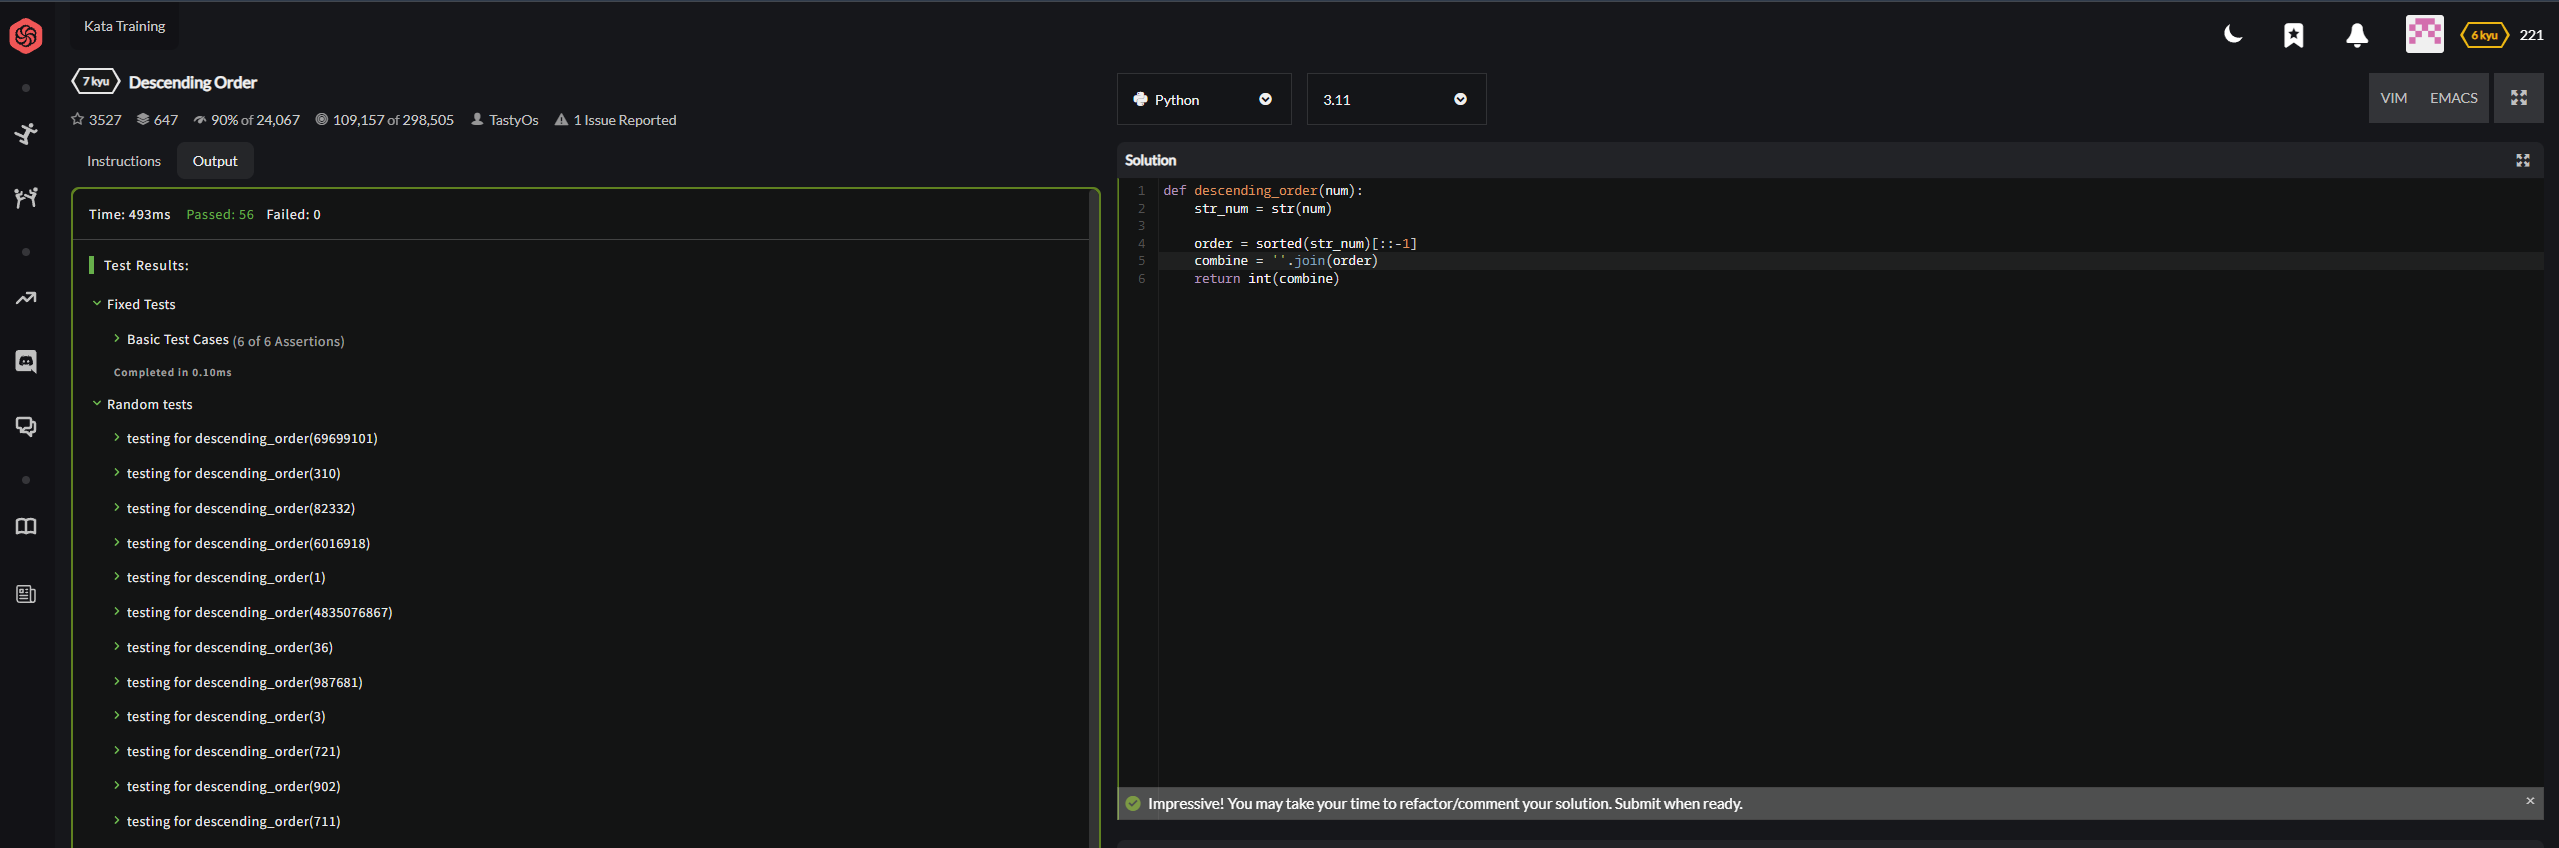 Kata Training
6 kyu 221
7 kyu Descending Order
3527 647 90% of 24,067 109,157 of 298,505 TastyOs 1 Issue Reported
Instructions Output
Time: 493ms Passed: 56 Failed: 0
Test Results:
Fixed Tests
Basic Test Cases (6 of 6 Assertions)
Completed in 0.10ms
Random tests
testing for descending_order(69699101)
testing for descending_order(310)
testing for descending_order(82332)
testing for descending_order(6016918)
testing for descending_order(1)
testing for descending_order(4835076867)
testing for descending_order(36)
testing for descending_order(987681)
testing for descending_order(3)
testing for descending_order(721)
testing for descending_order(902)
testing for descending_order(711)
Python 3.11 VIM EMACS
Solution
1 def descending_order(num):
2     str_num = str(num)
3
4     order = sorted(str_num)[::-1]
5     combine = ''.join(order)
6     return int(combine)
Impressive! You may take your time to refactor/comment your solution. Submit when ready.